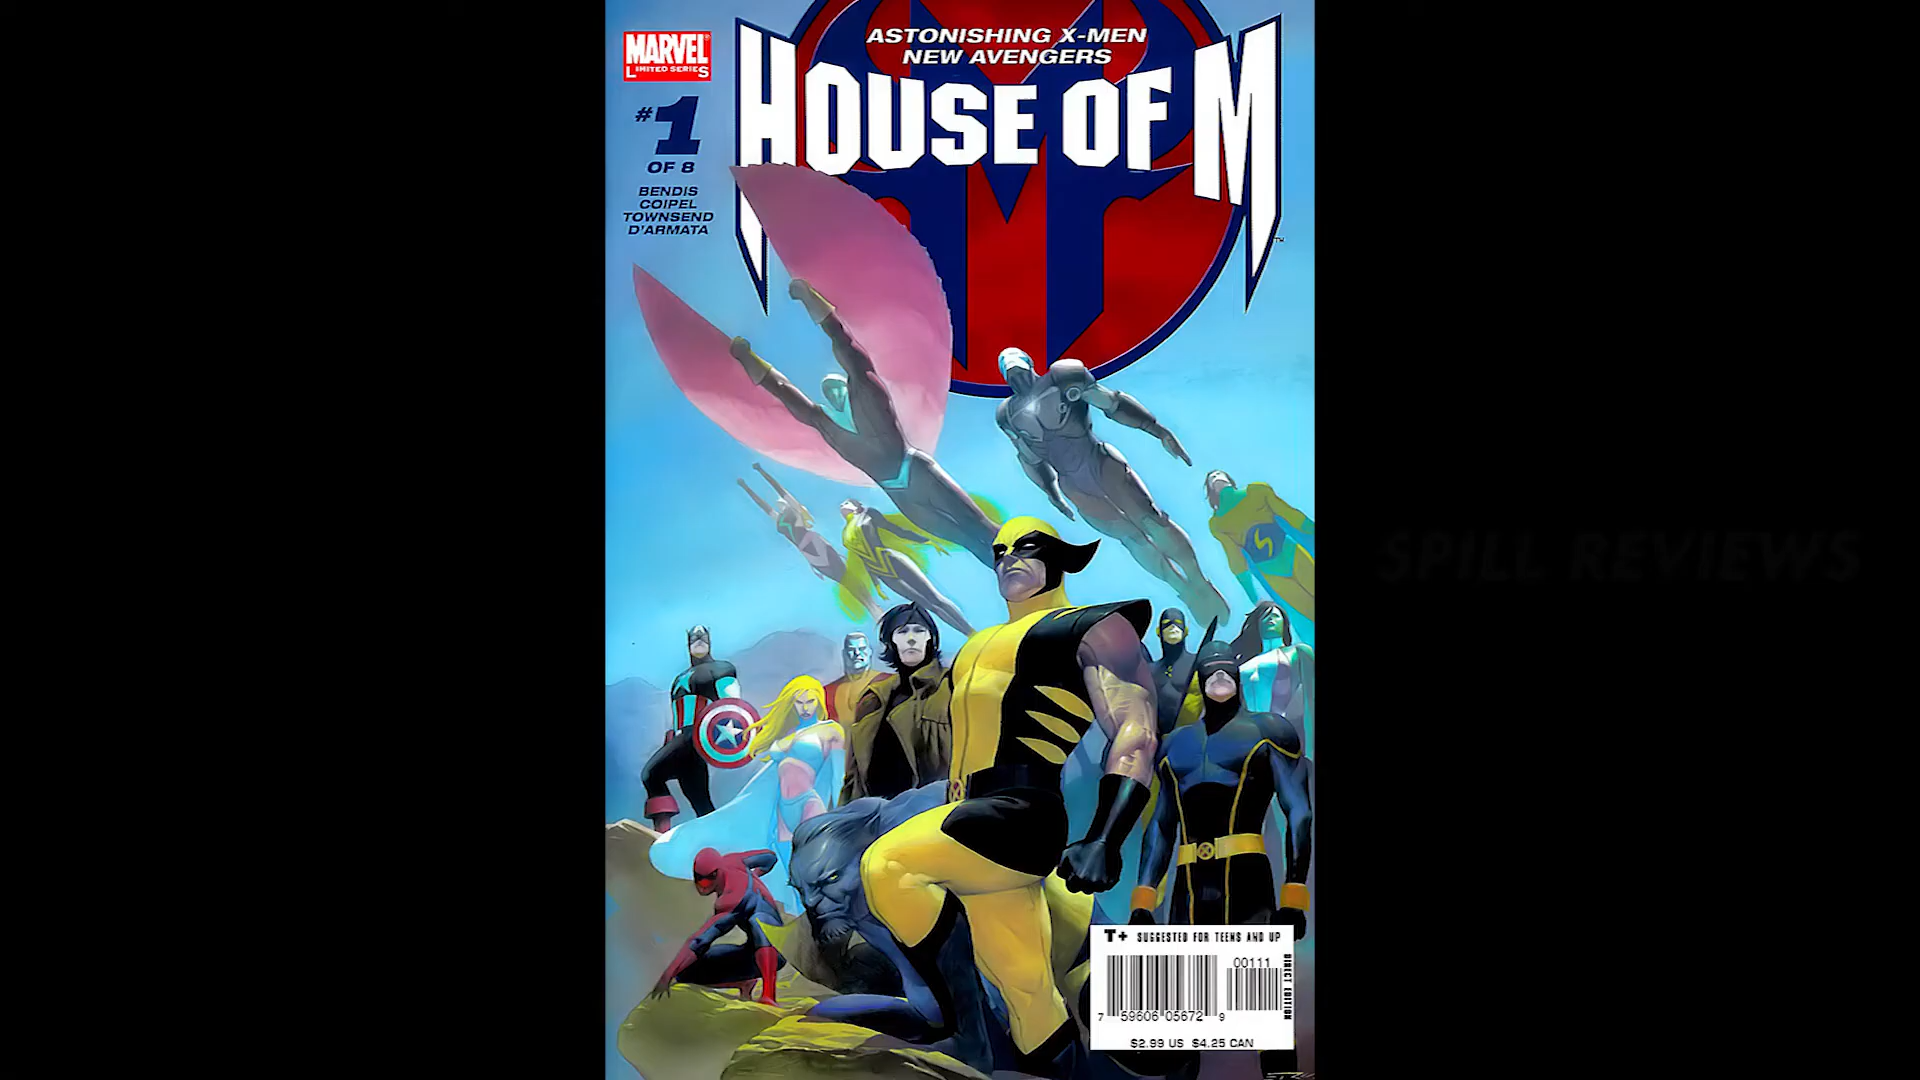 MARVEL
LIMITED SERIES
#1
OF 8
BENDIS
COIPEL
TOWNSEND
D'ARMATA
ASTONISHING X-MEN
NEW AVENGERS
HOUSE OF M
TM
SPILL REVIEWS
T+ SUGGESTED FOR TEENS AND UP
00111
DIRECT EDITION
7 59606 05672 9
$2.99 US $4.25 CAN